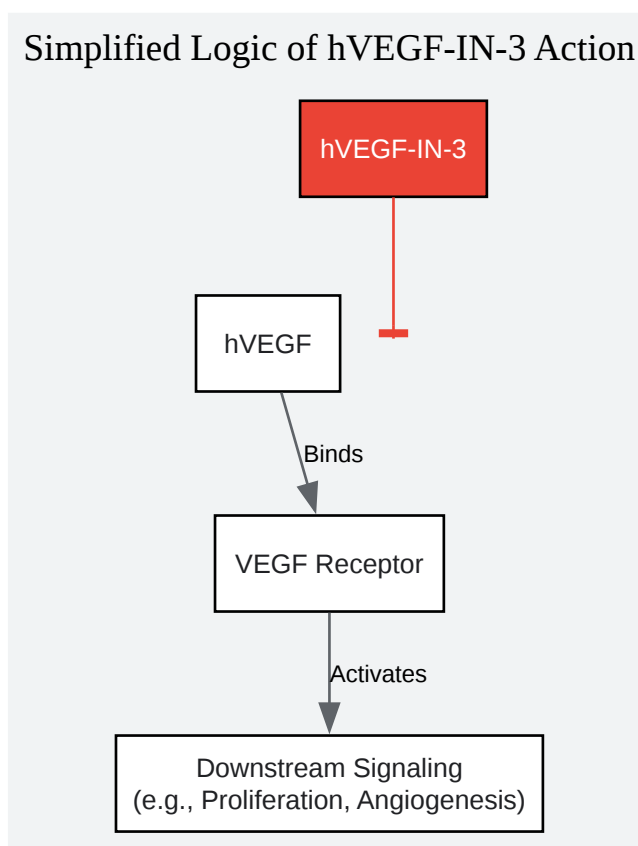 Simplified Logic of hVEGF-IN-3 Action
hVEGF-IN-3
hVEGF
Binds
VEGF Receptor
Activates
Downstream Signaling
(e.g., Proliferation, Angiogenesis)